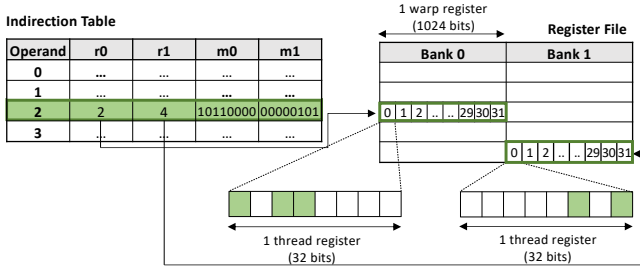 Indirection Table
1 warp register
(1024 bits)
Register File
Operand r0 r1 m0 m1
Bank 0 Bank 1
0 ... ... ... ...
1 ... ... ... ...
2 2 4 10110000 00000101
3 ... ... ... ...
0 1 2 .. .. 29 30 31
0 1 2 .. .. 29 30 31
1 thread register
(32 bits)
1 thread register
(32 bits)